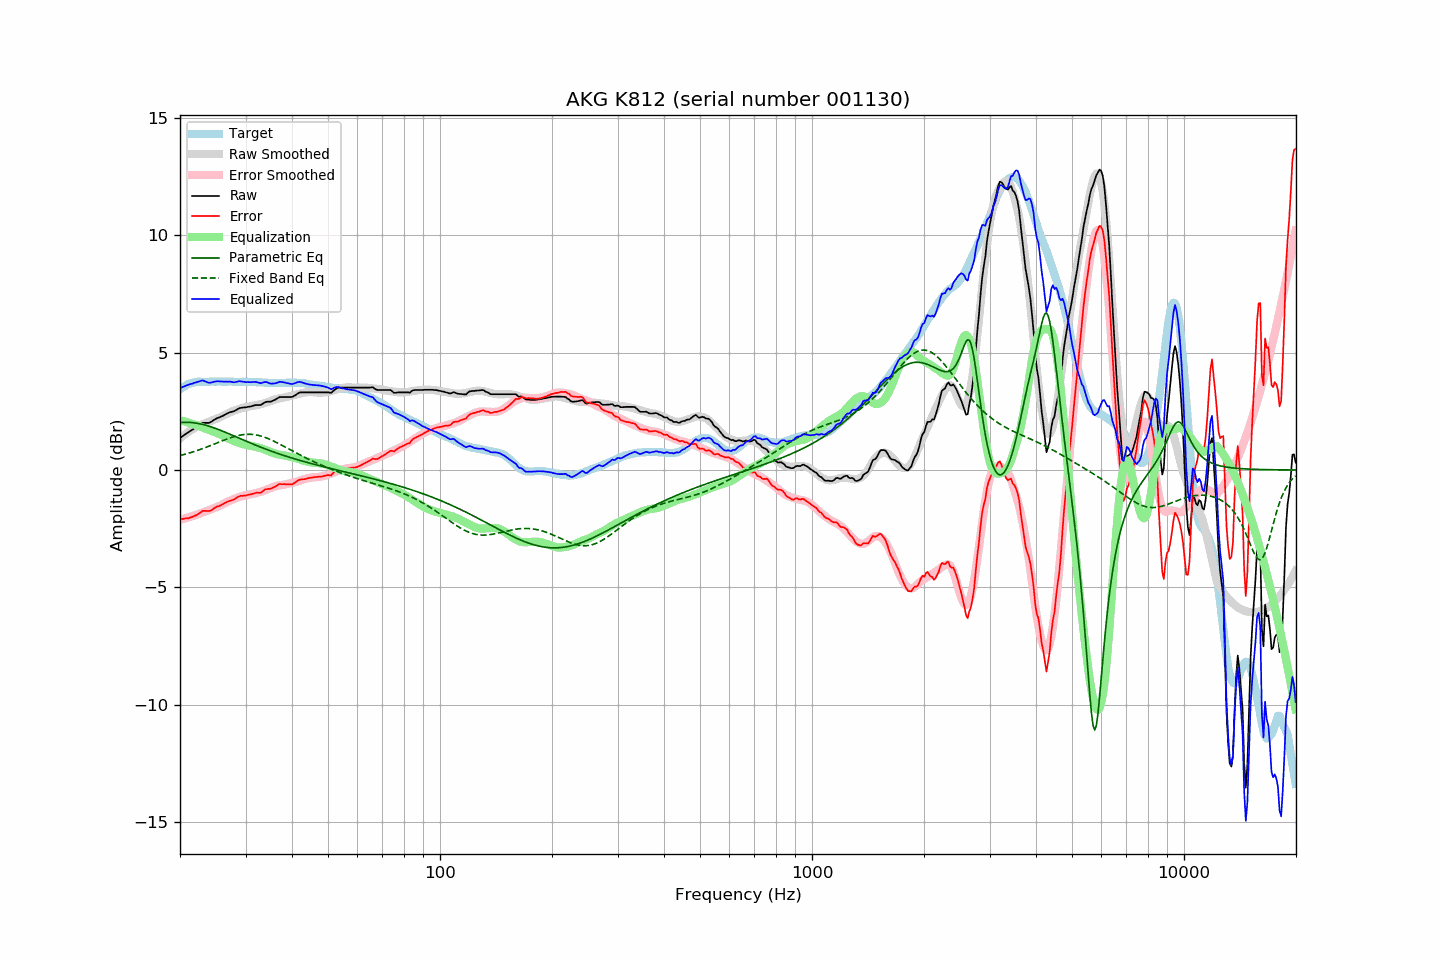 AKG K812 (serial number 001130)
15
10
5
0
−5
−10
−15
Amplitude (dBr)
Target
Raw Smoothed
Error Smoothed
Raw
Error
Equalization
Parametric Eq
Fixed Band Eq
Equalized
100
1000
10000
Frequency (Hz)